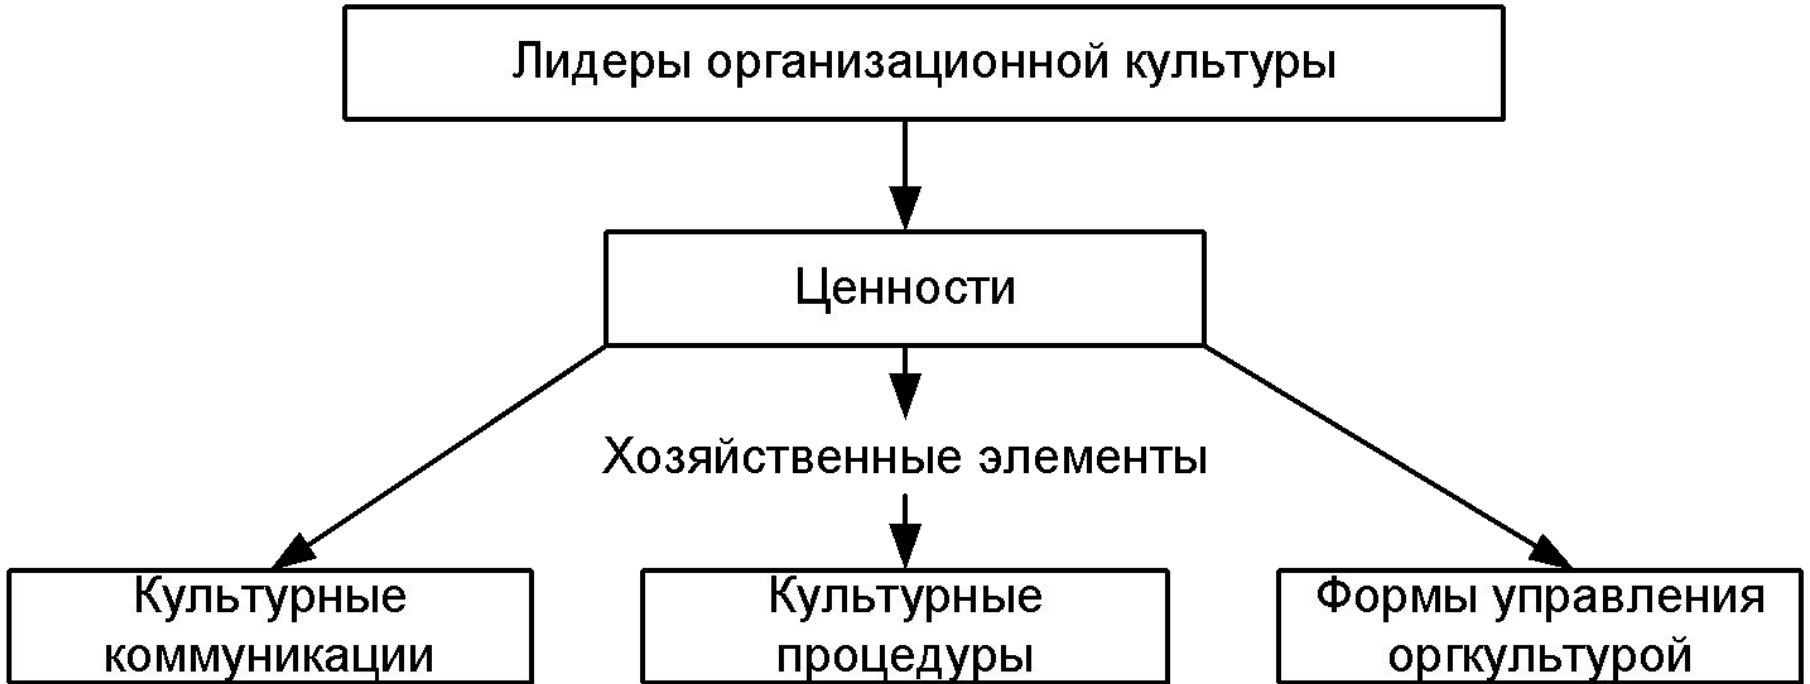 Лидеры организационной культуры
Ценности
Хозяйственные элементы
Культурные
коммуникации
Культурные
процедуры
Формы управления
оргкультурой